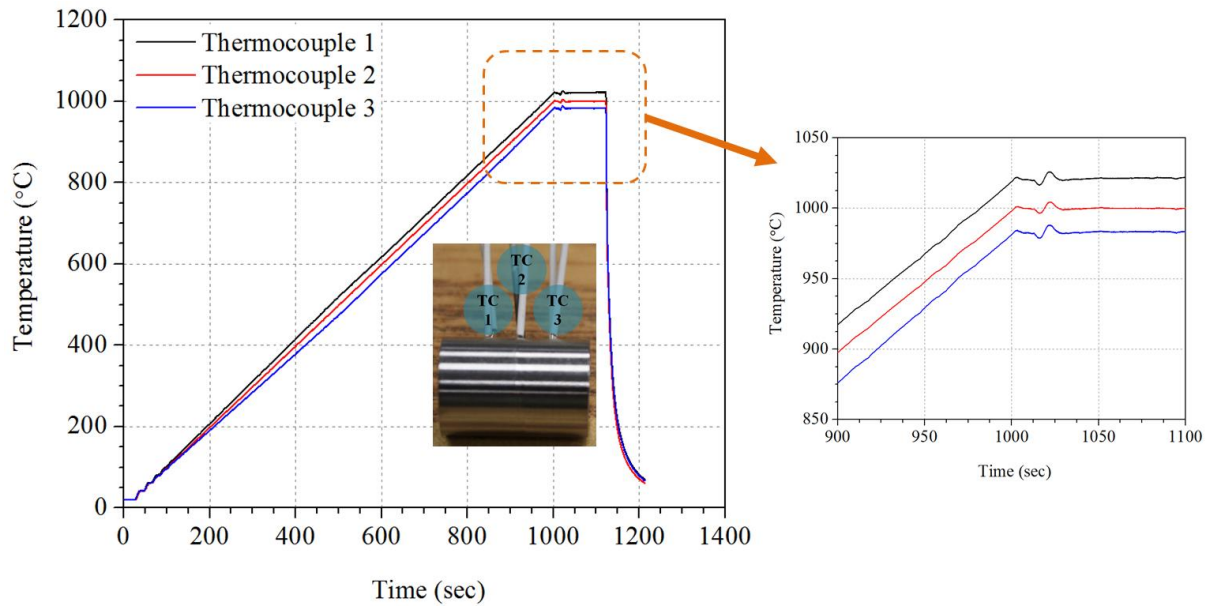 1200
1000
800
600
400
200
0
Temperature (°C)
Thermocouple 1
Thermocouple 2
Thermocouple 3
TC
1
TC
2
TC
3
0 200 400 600 800 1000 1200 1400
Time (sec)
1050
1000
950
900
850
Temperature (°C)
900 950 1000 1050 1100
Time (sec)